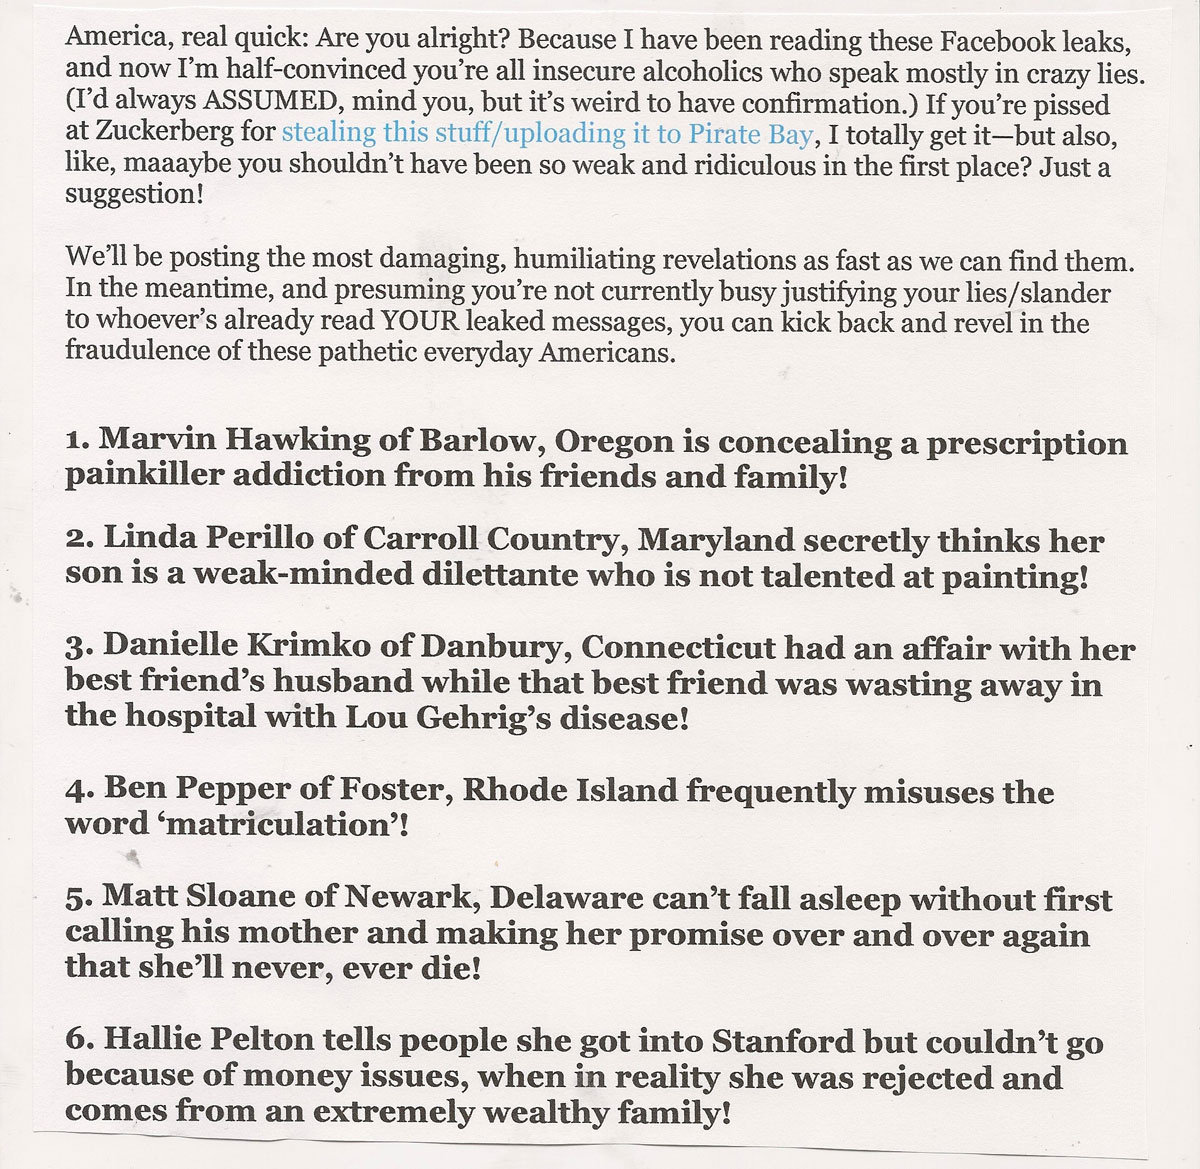 America, real quick: Are you alright? Because I have been reading these Facebook leaks,
and now I’m half-convinced you’re all insecure alcoholics who speak mostly in crazy lies.
(I’d always ASSUMED, mind you, but it’s weird to have confirmation.) If you’re pissed
at Zuckerberg for stealing this stuff/uploading it to Pirate Bay, I totally get it—but also,
like, maaaybe you shouldn’t have been so weak and ridiculous in the first place? Just a
suggestion!
We’ll be posting the most damaging, humiliating revelations as fast as we can find them.
In the meantime, and presuming you’re not currently busy justifying your lies/slander
to whoever’s already read YOUR leaked messages, you can kick back and revel in the
fraudulence of these pathetic everyday Americans.
1. Marvin Hawking of Barlow, Oregon is concealing a prescription
painkiller addiction from his friends and family!
2. Linda Perillo of Carroll Country, Maryland secretly thinks her
son is a weak-minded dilettante who is not talented at painting!
3. Danielle Krimko of Danbury, Connecticut had an affair with her
best friend’s husband while that best friend was wasting away in
the hospital with Lou Gehrig’s disease!
4. Ben Pepper of Foster, Rhode Island frequently misuses the
word ‘matriculation’!
5. Matt Sloane of Newark, Delaware can’t fall asleep without first
calling his mother and making her promise over and over again
that she’ll never, ever die!
6. Hallie Pelton tells people she got into Stanford but couldn’t go
because of money issues, when in reality she was rejected and
comes from an extremely wealthy family!